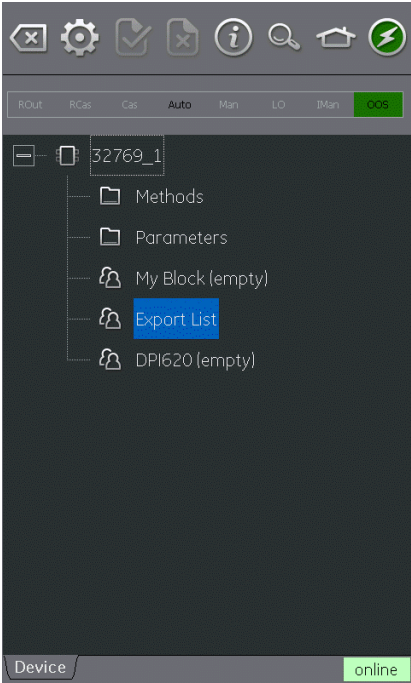 ROut RCas Cas Auto Man LO IMan OOS
32769_1
Methods
Parameters
My Block (empty)
Export List
DPI620 (empty)
Device
online